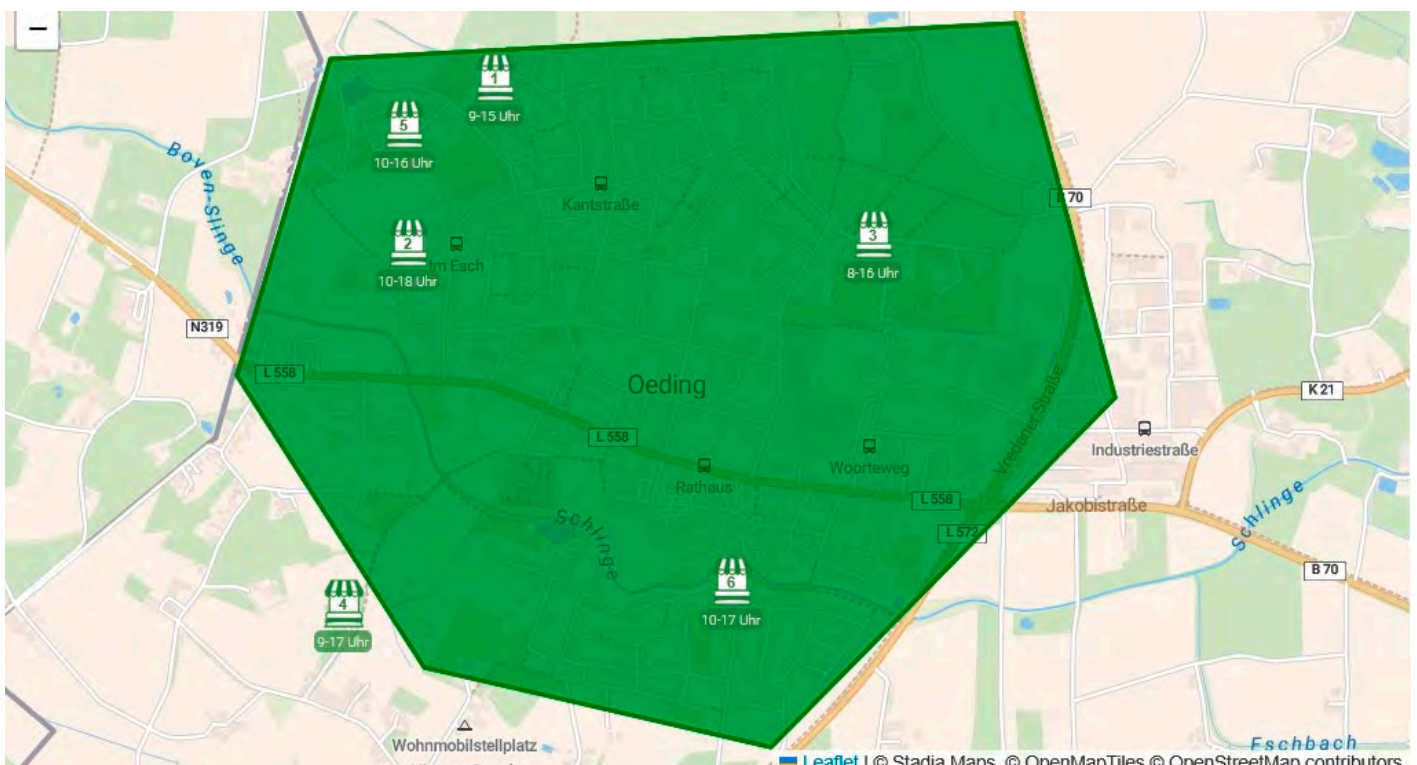 −
1
9-15 Uhr
5
10-16 Uhr
Boven-Slinge
Kantstraße
B 70
2
Im Esch
10-18 Uhr
3
8-16 Uhr
N319
L 558
Oeding
K 21
L 558
Vredener Straße
Woorteweg
Industriestraße
Rathaus
L 558
Jakobistraße
Schlinge
Schlinge
L 572
B 70
6
10-17 Uhr
4
9-17 Uhr
Wohnmobilstellplatz
Eschbach
Leaflet | © Stadia Maps, © OpenMapTiles © OpenStreetMap contributors